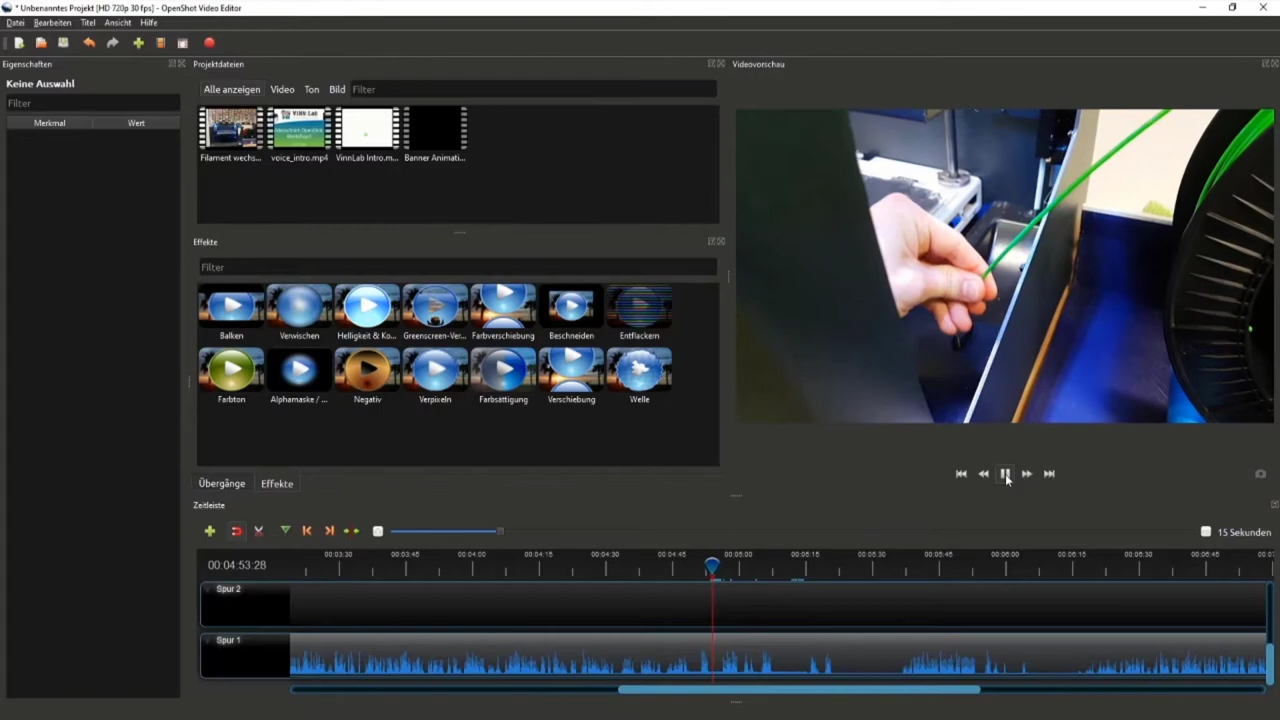 * Unbenanntes Projekt [HD 720p 30 fps] - OpenShot Video Editor
Datei Bearbeiten Titel Ansicht Hilfe
Eigenschaften
Keine Auswahl
Filter
Merkmal Wert
Projektdateien
Alle anzeigen Video Ton Bild Filter
VINN:Lab
Filament wechs... voice_intro.mp4 VinnLab Intro.m... Banner Animati...
Effekte
Filter
Balken Verwischen Helligkeit & Ko... Greenscreen-Ver... Farbverschiebung Beschneiden Entflackern
Farbton Alphamaske / ... Negativ Verpixeln Farbsättigung Verschiebung Welle
Übergänge Effekte
Videovorschau
Zeitleiste
15 Sekunden
00:04:53:28
00:03:30 00:03:45 00:04:00 00:04:15 00:04:30 00:04:45 00:05:00 00:05:15 00:05:30 00:05:45 00:06:00 00:06:15 00:06:30 00:06:45
Spur 2
Spur 1